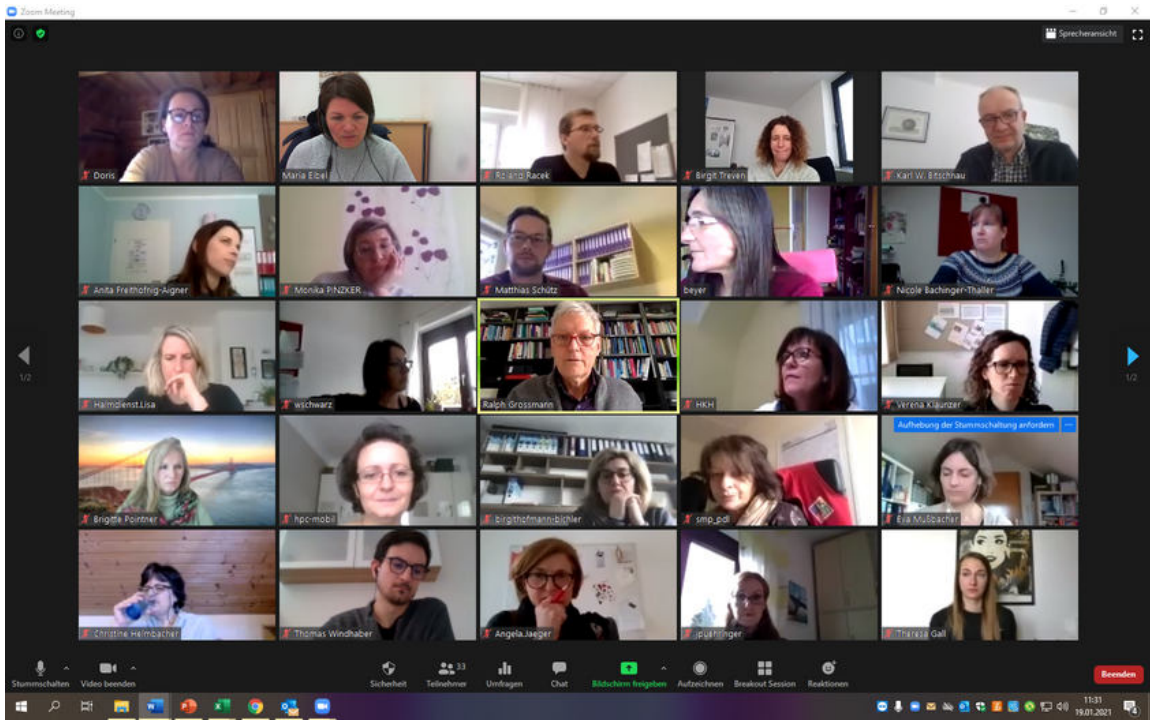 Zoom Meeting
Sprecheransicht
Doris
Maria Eibel
Roland Racek
Birgit Treven
Karl W. Bitschnau
Anita Freithofnig-Aigner
Monika PINZKER
Matthias Schütz
beyer
Nicole Bachinger-Thaller
Halmdienst.Lisa
wschwarz
Ralph Grossmann
HKH
Verena Klaunzer
Aufhebung der Stummschaltung anfordern
Brigitte Pointner
hpc-mobil
birgithofmann-bichler
smp_pdl
Eva Mußbacher
Christine Helmbacher
Thomas Windhaber
Angela.Jaeger
jpuehringer
Theresa Gall
1/2
1/2
33
Stummschalten
Video beenden
Sicherheit
Teilnehmer
Umfragen
Chat
Bildschirm freigeben
Aufzeichnen
Breakout Session
Reaktionen
Beenden
11:31
19.01.2021